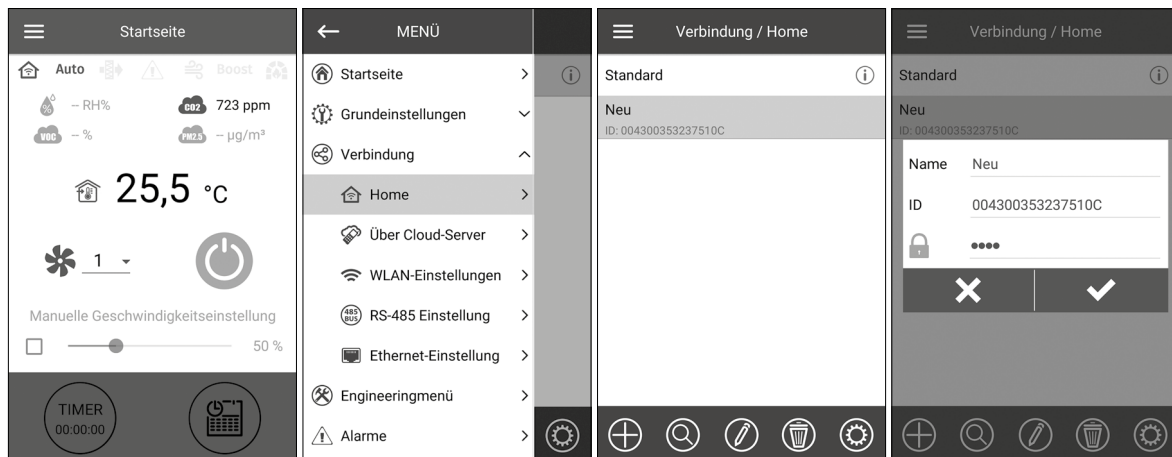 Startseite
Auto Boost
-- RH% CO2 723 ppm
VOC -- % PM2.5 -- µg/m³
25,5 °C
1
Manuelle Geschwindigkeitseinstellung
50 %
TIMER
00:00:00
MENÜ
Startseite
Grundeinstellungen
Verbindung
Home
Über Cloud-Server
WLAN-Einstellungen
485 BUS RS-485 Einstellung
Ethernet-Einstellung
Engineeringmenü
Alarme
Verbindung / Home
Standard
Neu
ID: 004300353237510C
Verbindung / Home
Standard
Neu
ID: 004300353237510C
Name Neu
ID 004300353237510C